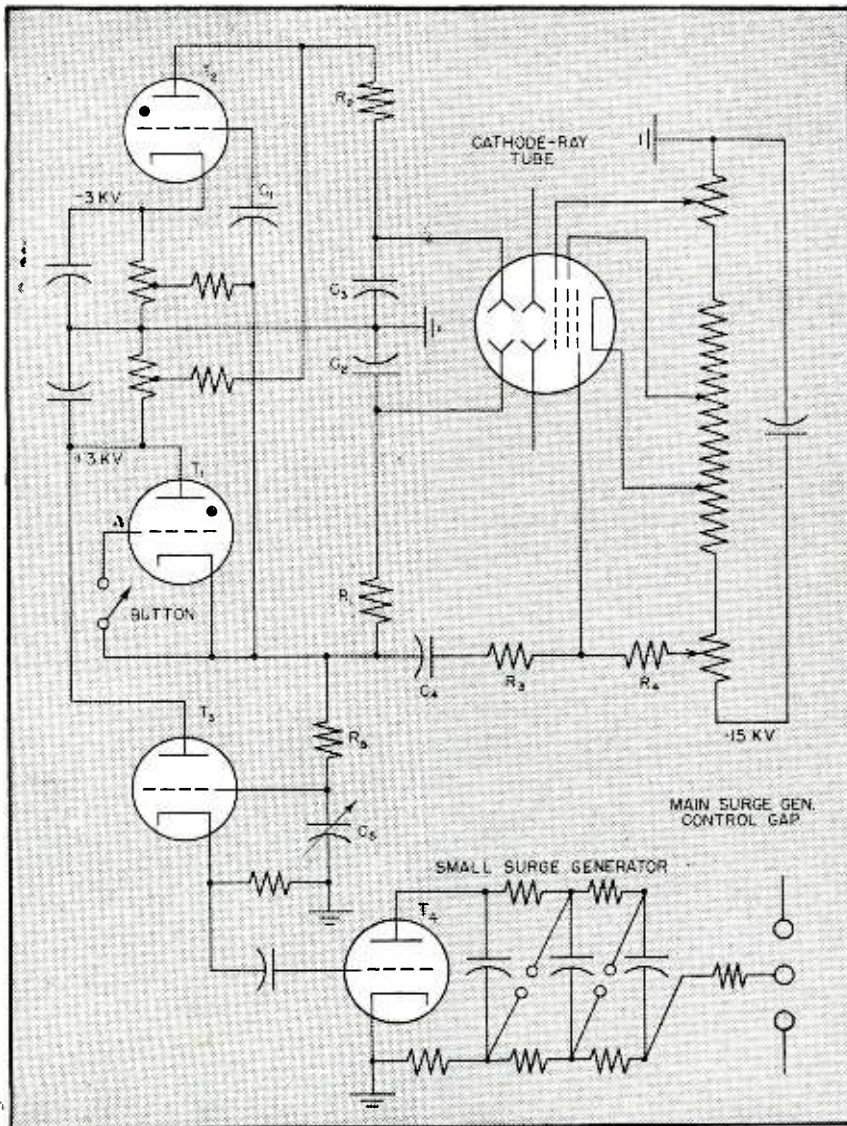 T₂
R₂
CATHODE-RAY
TUBE
C₁
-3 KV
C₃
C₂
+3 KV
T₁
BUTTON
R₁
C₄
R₃
R₄
-15 KV
T₃
R₅
C₅
MAIN SURGE GEN.
CONTROL GAP
SMALL SURGE GENERATOR
T₄